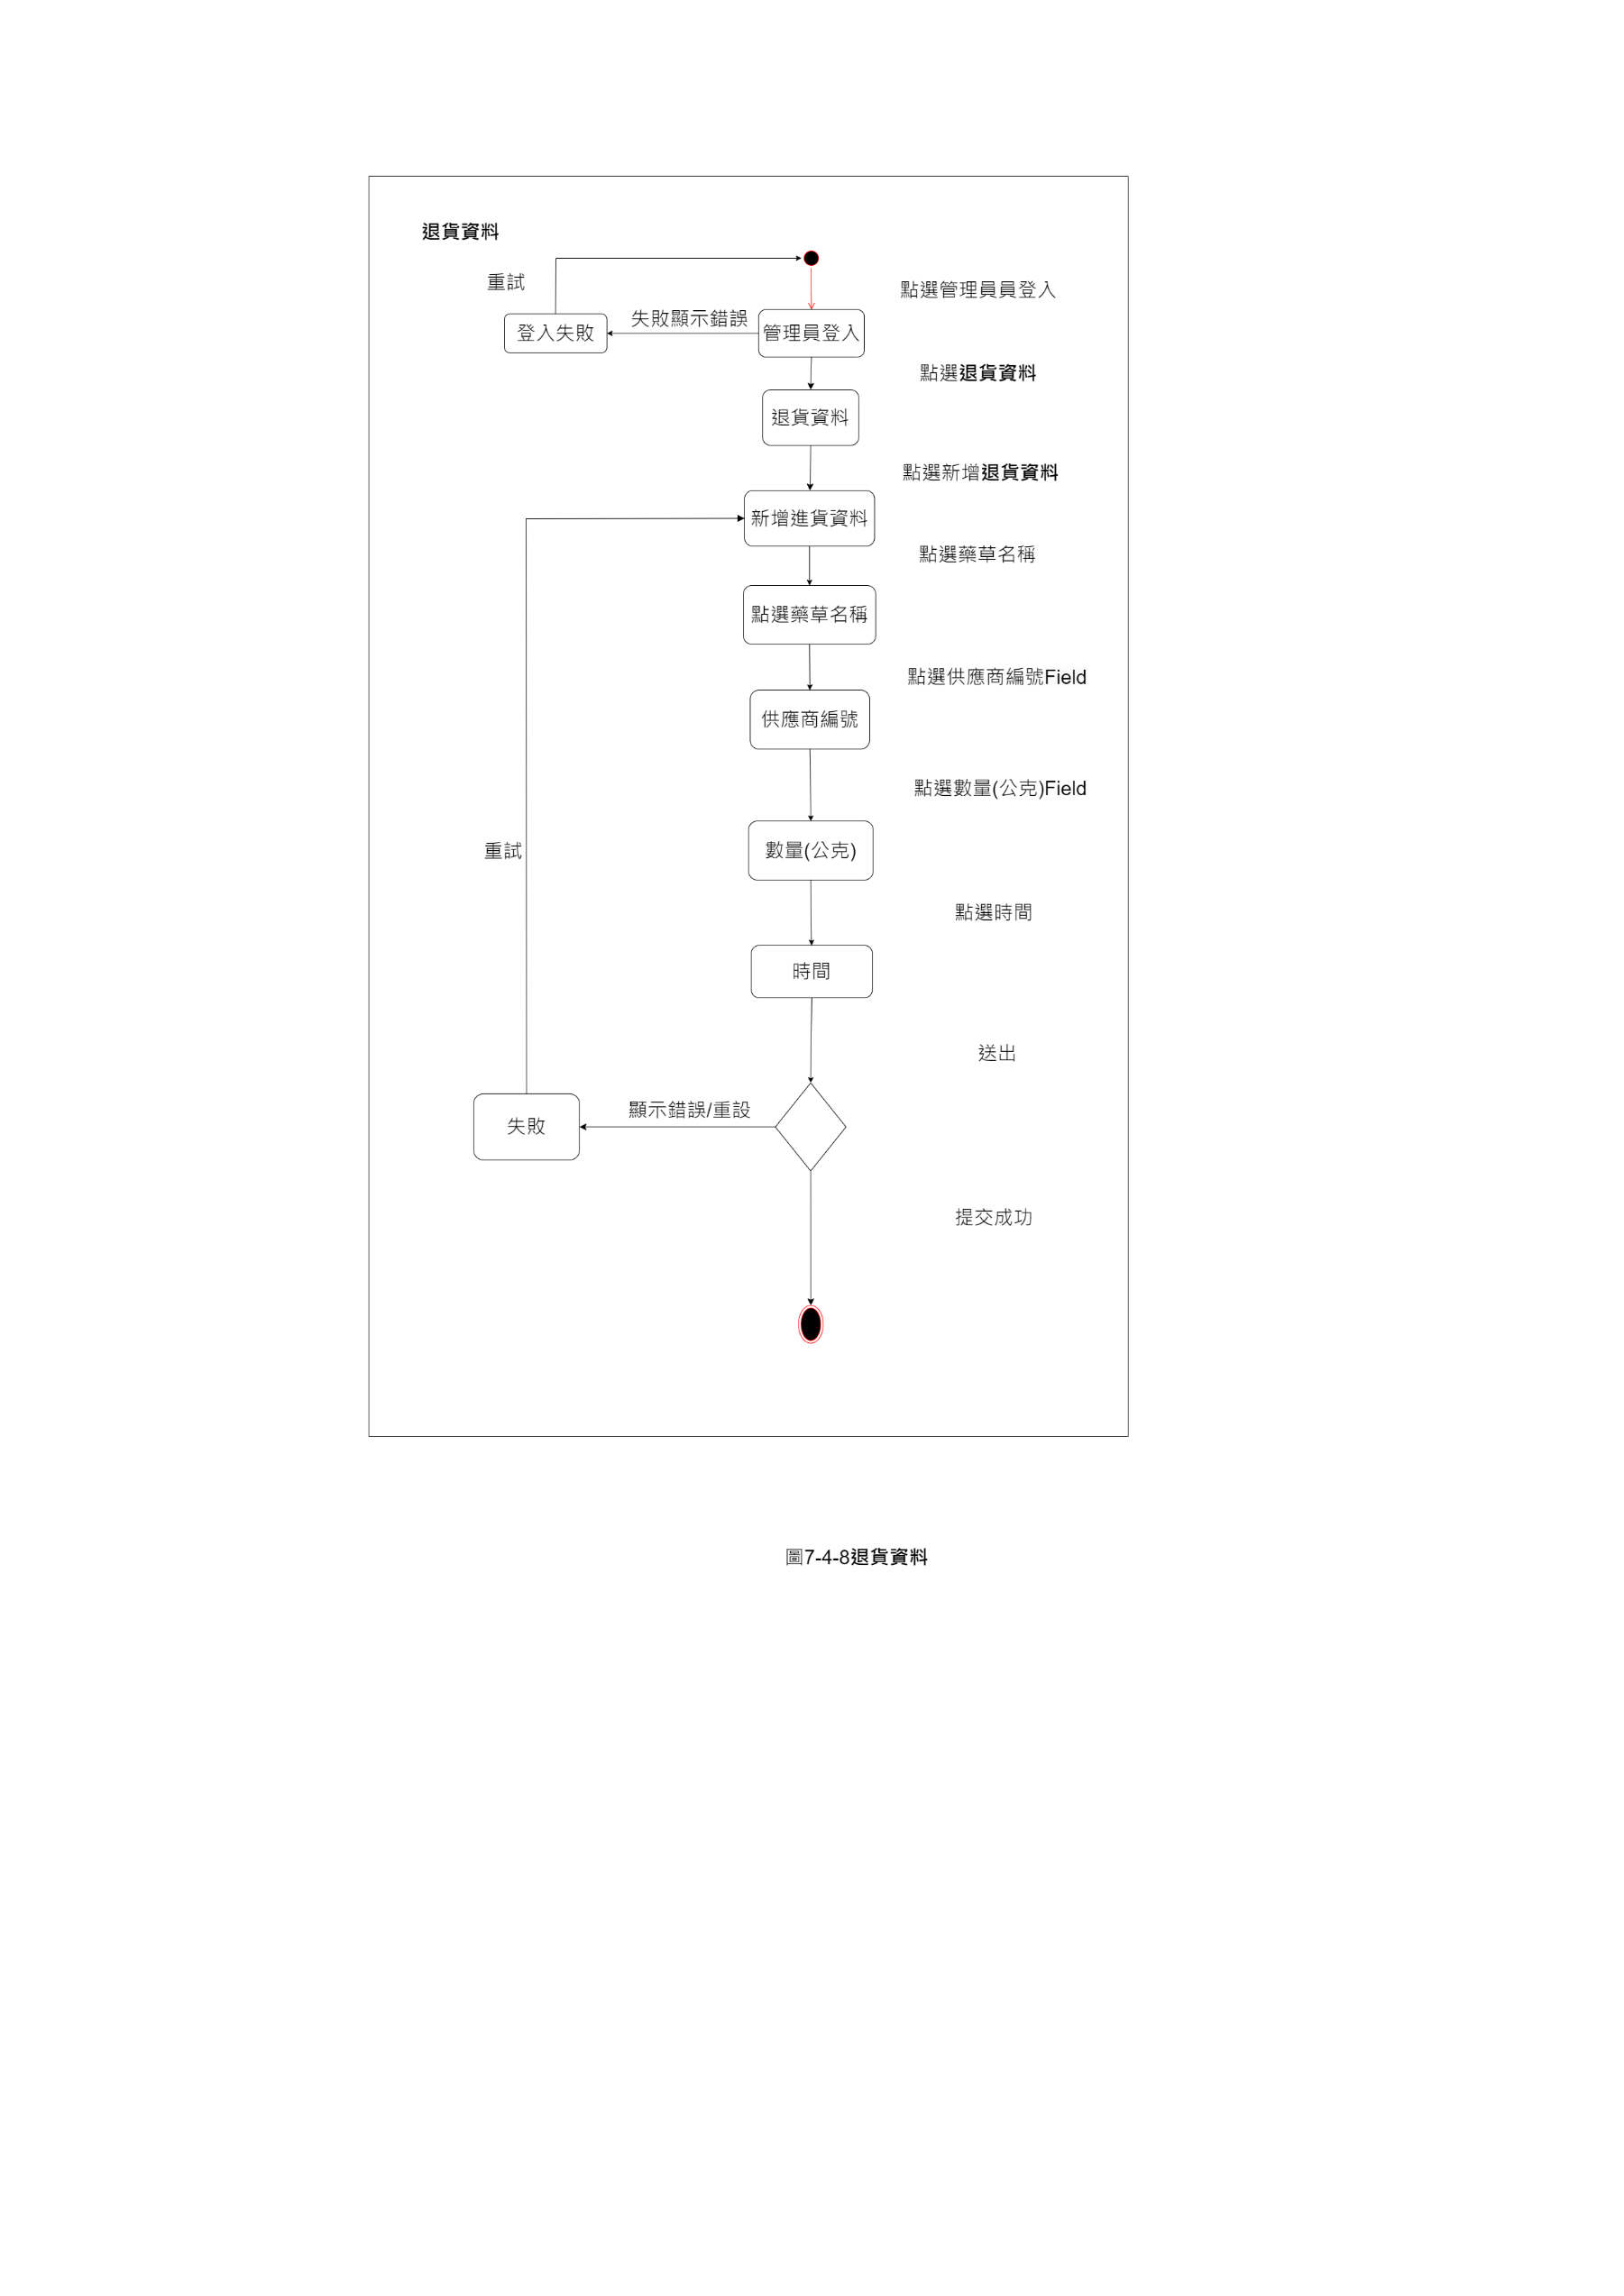 退貨資料
重試
點選管理員員登入
失敗顯示錯誤
登入失敗
管理員登入
點選退貨資料
退貨資料
點選新增退貨資料
新增進貨資料
點選藥草名稱
點選藥草名稱
點選供應商編號Field
供應商編號
點選數量(公克)Field
數量(公克)
重試
點選時間
時間
送出
顯示錯誤/重設
失敗
提交成功
圖7-4-8退貨資料